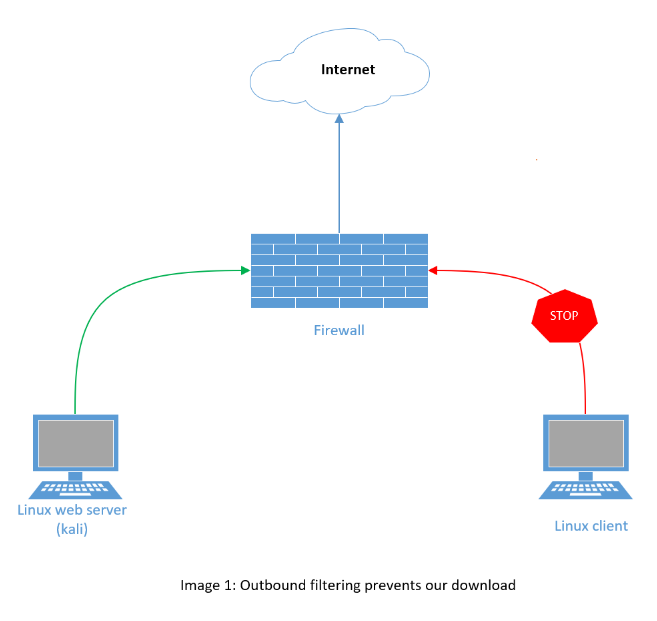 Internet
Firewall
STOP
Linux web server
(kali)
Linux client
Image 1: Outbound filtering prevents our download